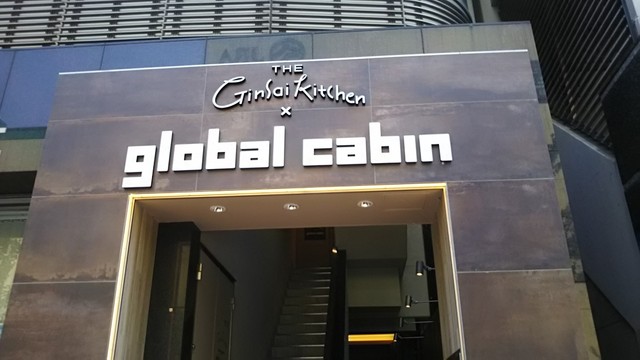 THE
Ginsai Kitchen
×
global cabin